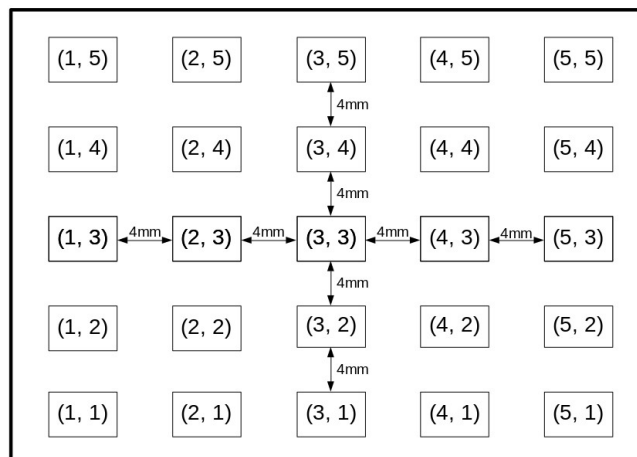 (1, 5) (2, 5) (3, 5) (4, 5) (5, 5)
4mm
(1, 4) (2, 4) (3, 4) (4, 4) (5, 4)
4mm
(1, 3) 4mm (2, 3) 4mm (3, 3) 4mm (4, 3) 4mm (5, 3)
4mm
(1, 2) (2, 2) (3, 2) (4, 2) (5, 2)
4mm
(1, 1) (2, 1) (3, 1) (4, 1) (5, 1)